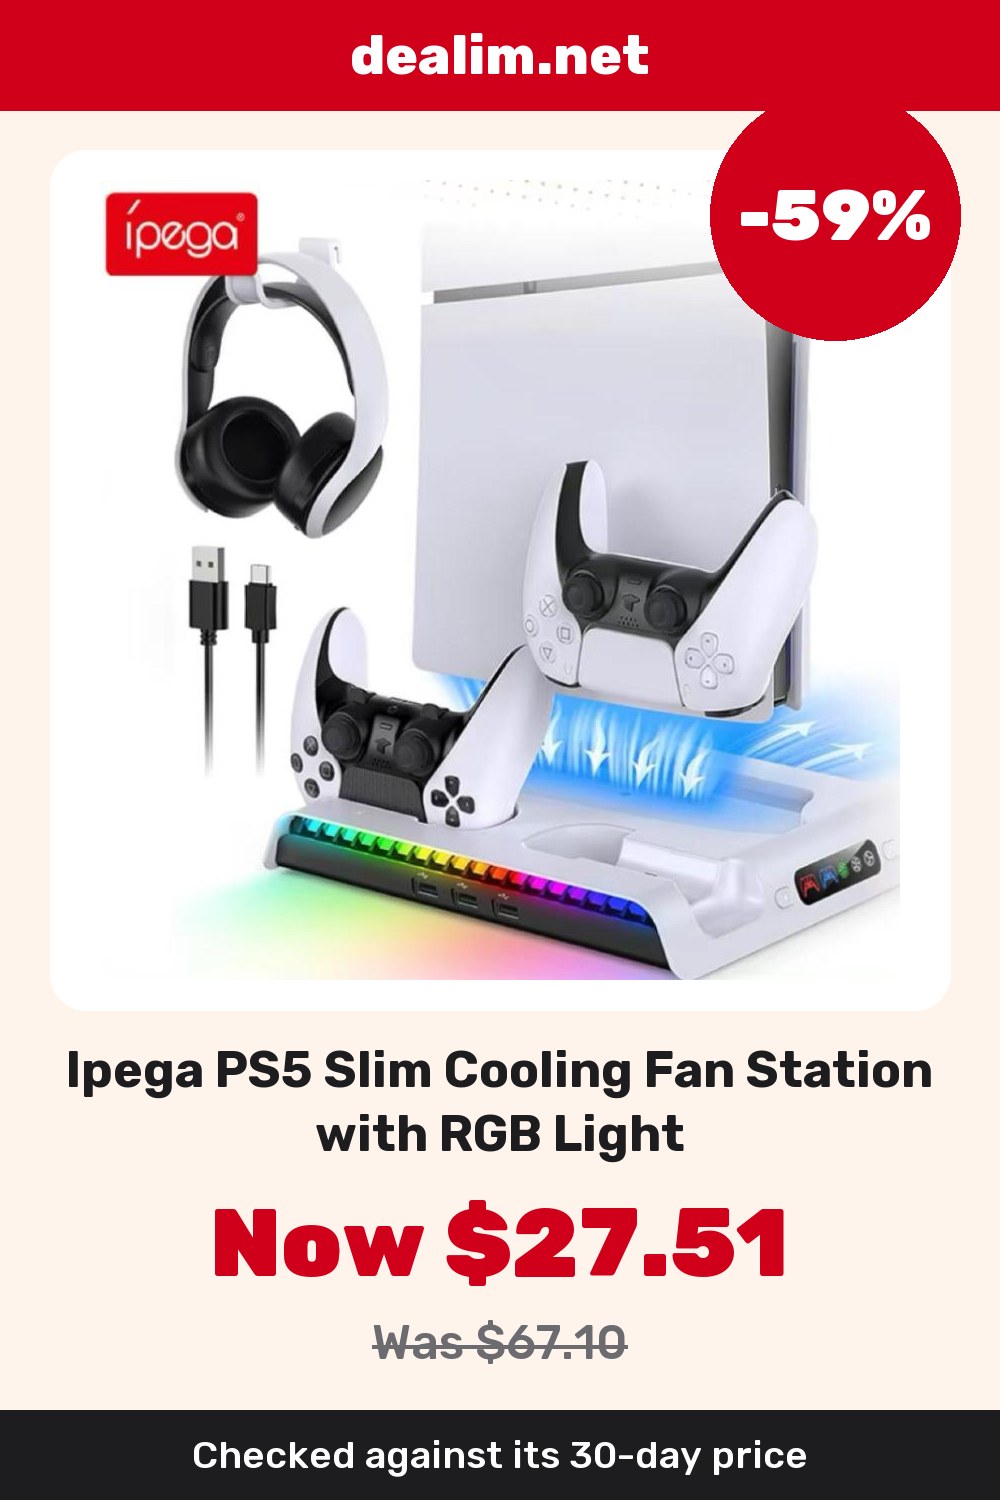 dealim.net
-59%
ípega®
Ipega PS5 Slim Cooling Fan Station
with RGB Light
Now $27.51
Was $67.10
Checked against its 30-day price